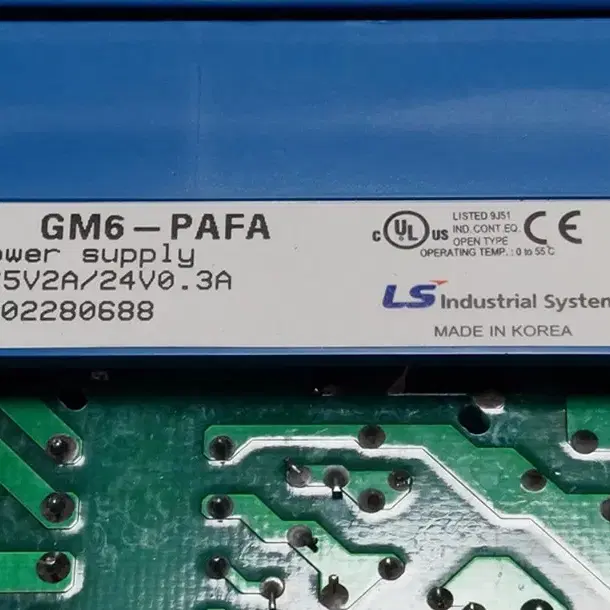 GM6-PAFA
ower supply
5V2A/24V0.3A
02280688
c UL US LISTED 9J51
IND.CONT.EQ.
OPEN TYPE
OPERATING TEMP.: 0 to 55°C
CE
LS Industrial System
MADE IN KOREA